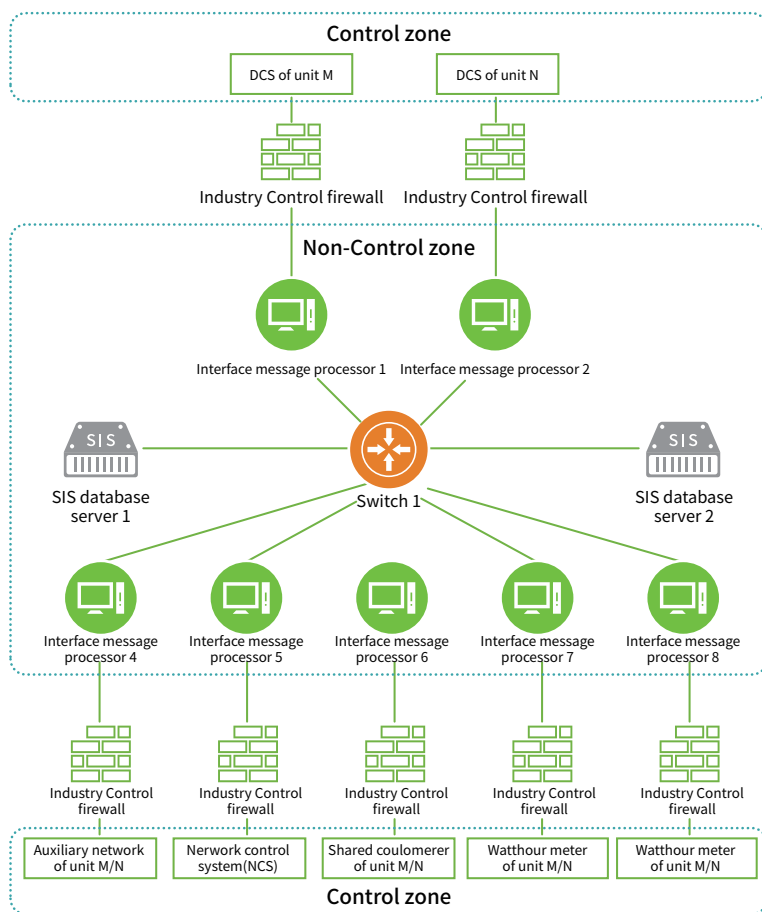 Control zone
DCS of unit M
DCS of unit N
Industry Control firewall
Industry Control firewall
Non-Control zone
Interface message processor 1
Interface message processor 2
SIS
SIS
SIS database
server 1
Switch 1
SIS database
server 2
Interface message
processor 4
Interface message
processor 5
Interface message
processor 6
Interface message
processor 7
Interface message
processor 8
Industry Control
firewall
Industry Control
firewall
Industry Control
firewall
Industry Control
firewall
Industry Control
firewall
Auxiliary network
of unit M/N
Nerwork control
system(NCS)
Shared coulomerer
of unit M/N
Watthour meter
of unit M/N
Watthour meter
of unit M/N
Control zone